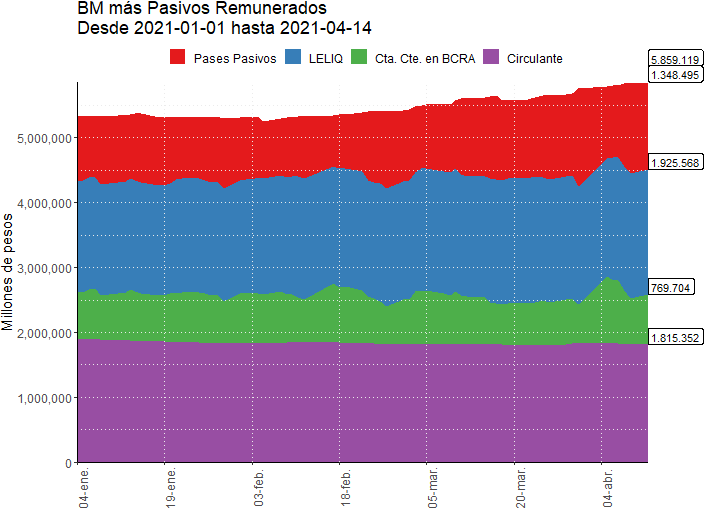 BM más Pasivos Remunerados
Desde 2021-01-01 hasta 2021-04-14
Pases Pasivos
LELIQ
Cta. Cte. en BCRA
Circulante
5.859.119
1.348.495
1.925.568
769.704
1.815.352
Millones de pesos
5,000,000
4,000,000
3,000,000
2,000,000
1,000,000
0
04-ene.
19-ene.
03-feb.
18-feb.
05-mar.
20-mar.
04-abr.